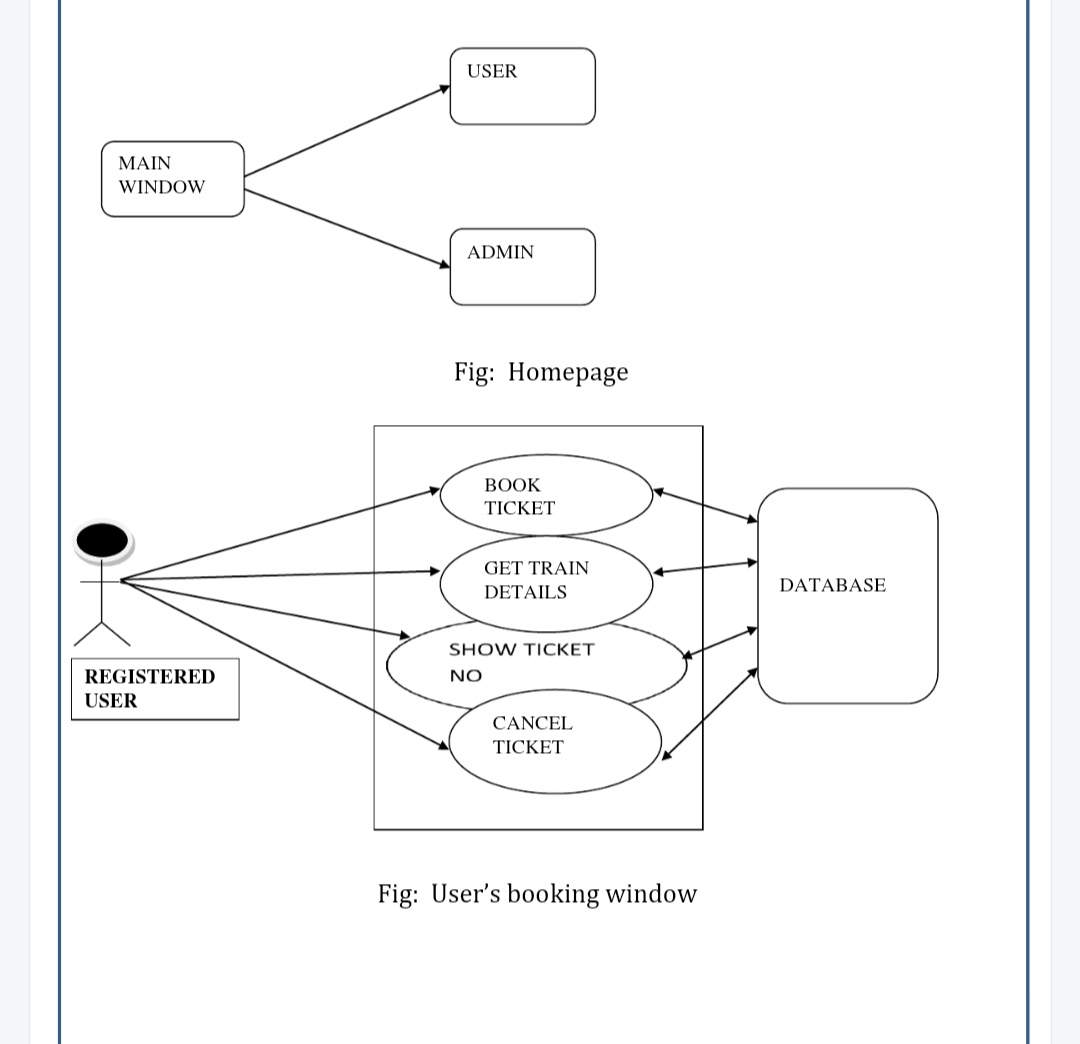 USER
MAIN
WINDOW
ADMIN
Fig:  Homepage
BOOK
TICKET
GET TRAIN
DETAILS
DATABASE
SHOW TICKET
NO
REGISTERED
USER
CANCEL
TICKET
Fig:  User’s booking window